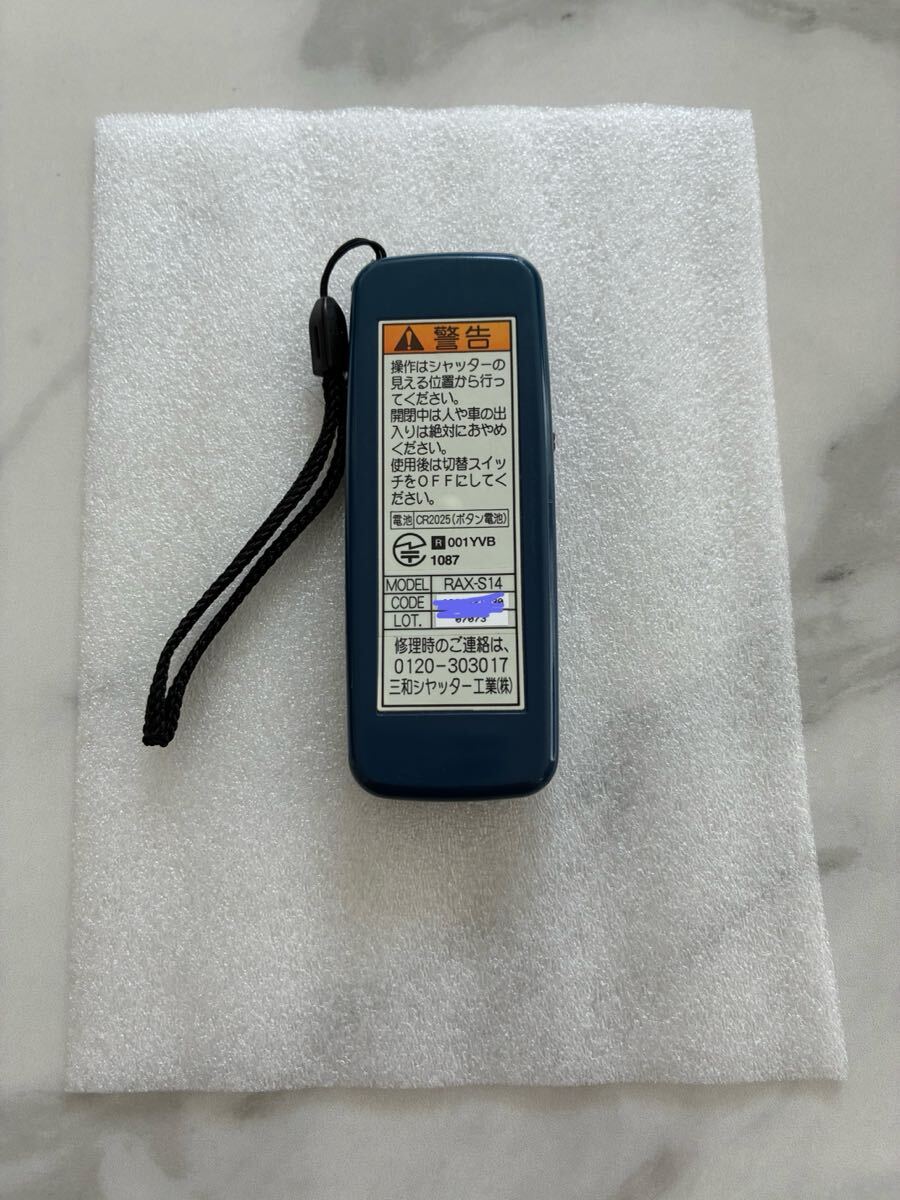 警告
操作はシャッターの
見える位置から行っ
てください。
開閉中は人や車の出
入りは絶対におやめ
ください。
使用後は切替スイッ
チをOFFにしてく
ださい。
電池 CR2025(ボタン電池)
R 001YVB
1087
MODEL RAX-S14
CODE
LOT.
修理時のご連絡は、
0120-303017
三和シヤッター工業(株)